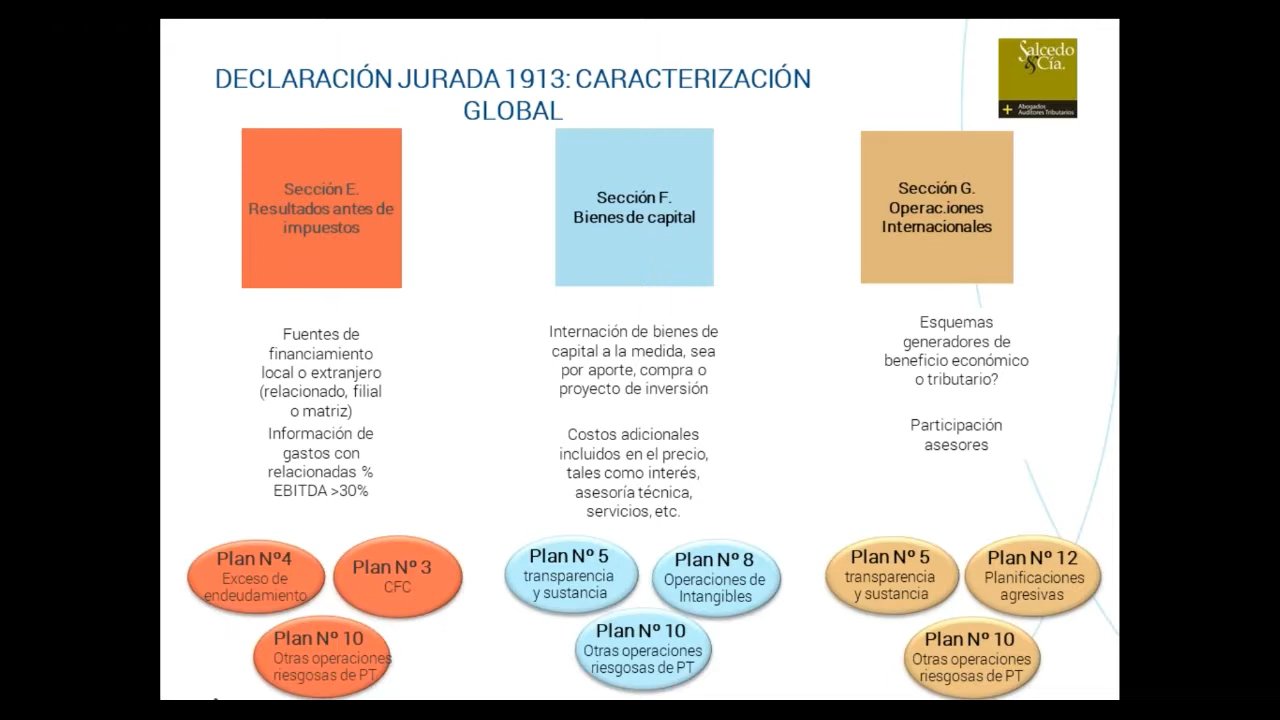 DECLARACIÓN JURADA 1913: CARACTERIZACIÓN
GLOBAL
Salcedo
& Cía.
+ Abogados
Auditores Tributarios
Sección E.
Resultados antes de
impuestos
Sección F.
Bienes de capital
Sección G.
Operac.iones
Internacionales
Fuentes de
financiamiento
local o extranjero
(relacionado, filial
o matriz)
Información de
gastos con
relacionadas %
EBITDA >30%
Internación de bienes de
capital a la medida, sea
por aporte, compra o
proyecto de inversión
Costos adicionales
incluidos en el precio,
tales como interés,
asesoría técnica,
servicios, etc.
Esquemas
generadores de
beneficio económico
o tributario?
Participación
asesores
Plan Nº4
Exceso de
endeudamiento
Plan Nº 3
CFC
Plan Nº 10
Otras operaciones
riesgosas de PT
Plan Nº 5
transparencia
y sustancia
Plan Nº 8
Operaciones de
Intangibles
Plan Nº 10
Otras operaciones
riesgosas de PT
Plan Nº 5
transparencia
y sustancia
Plan Nº 12
Planificaciones
agresivas
Plan Nº 10
Otras operaciones
riesgosas de PT